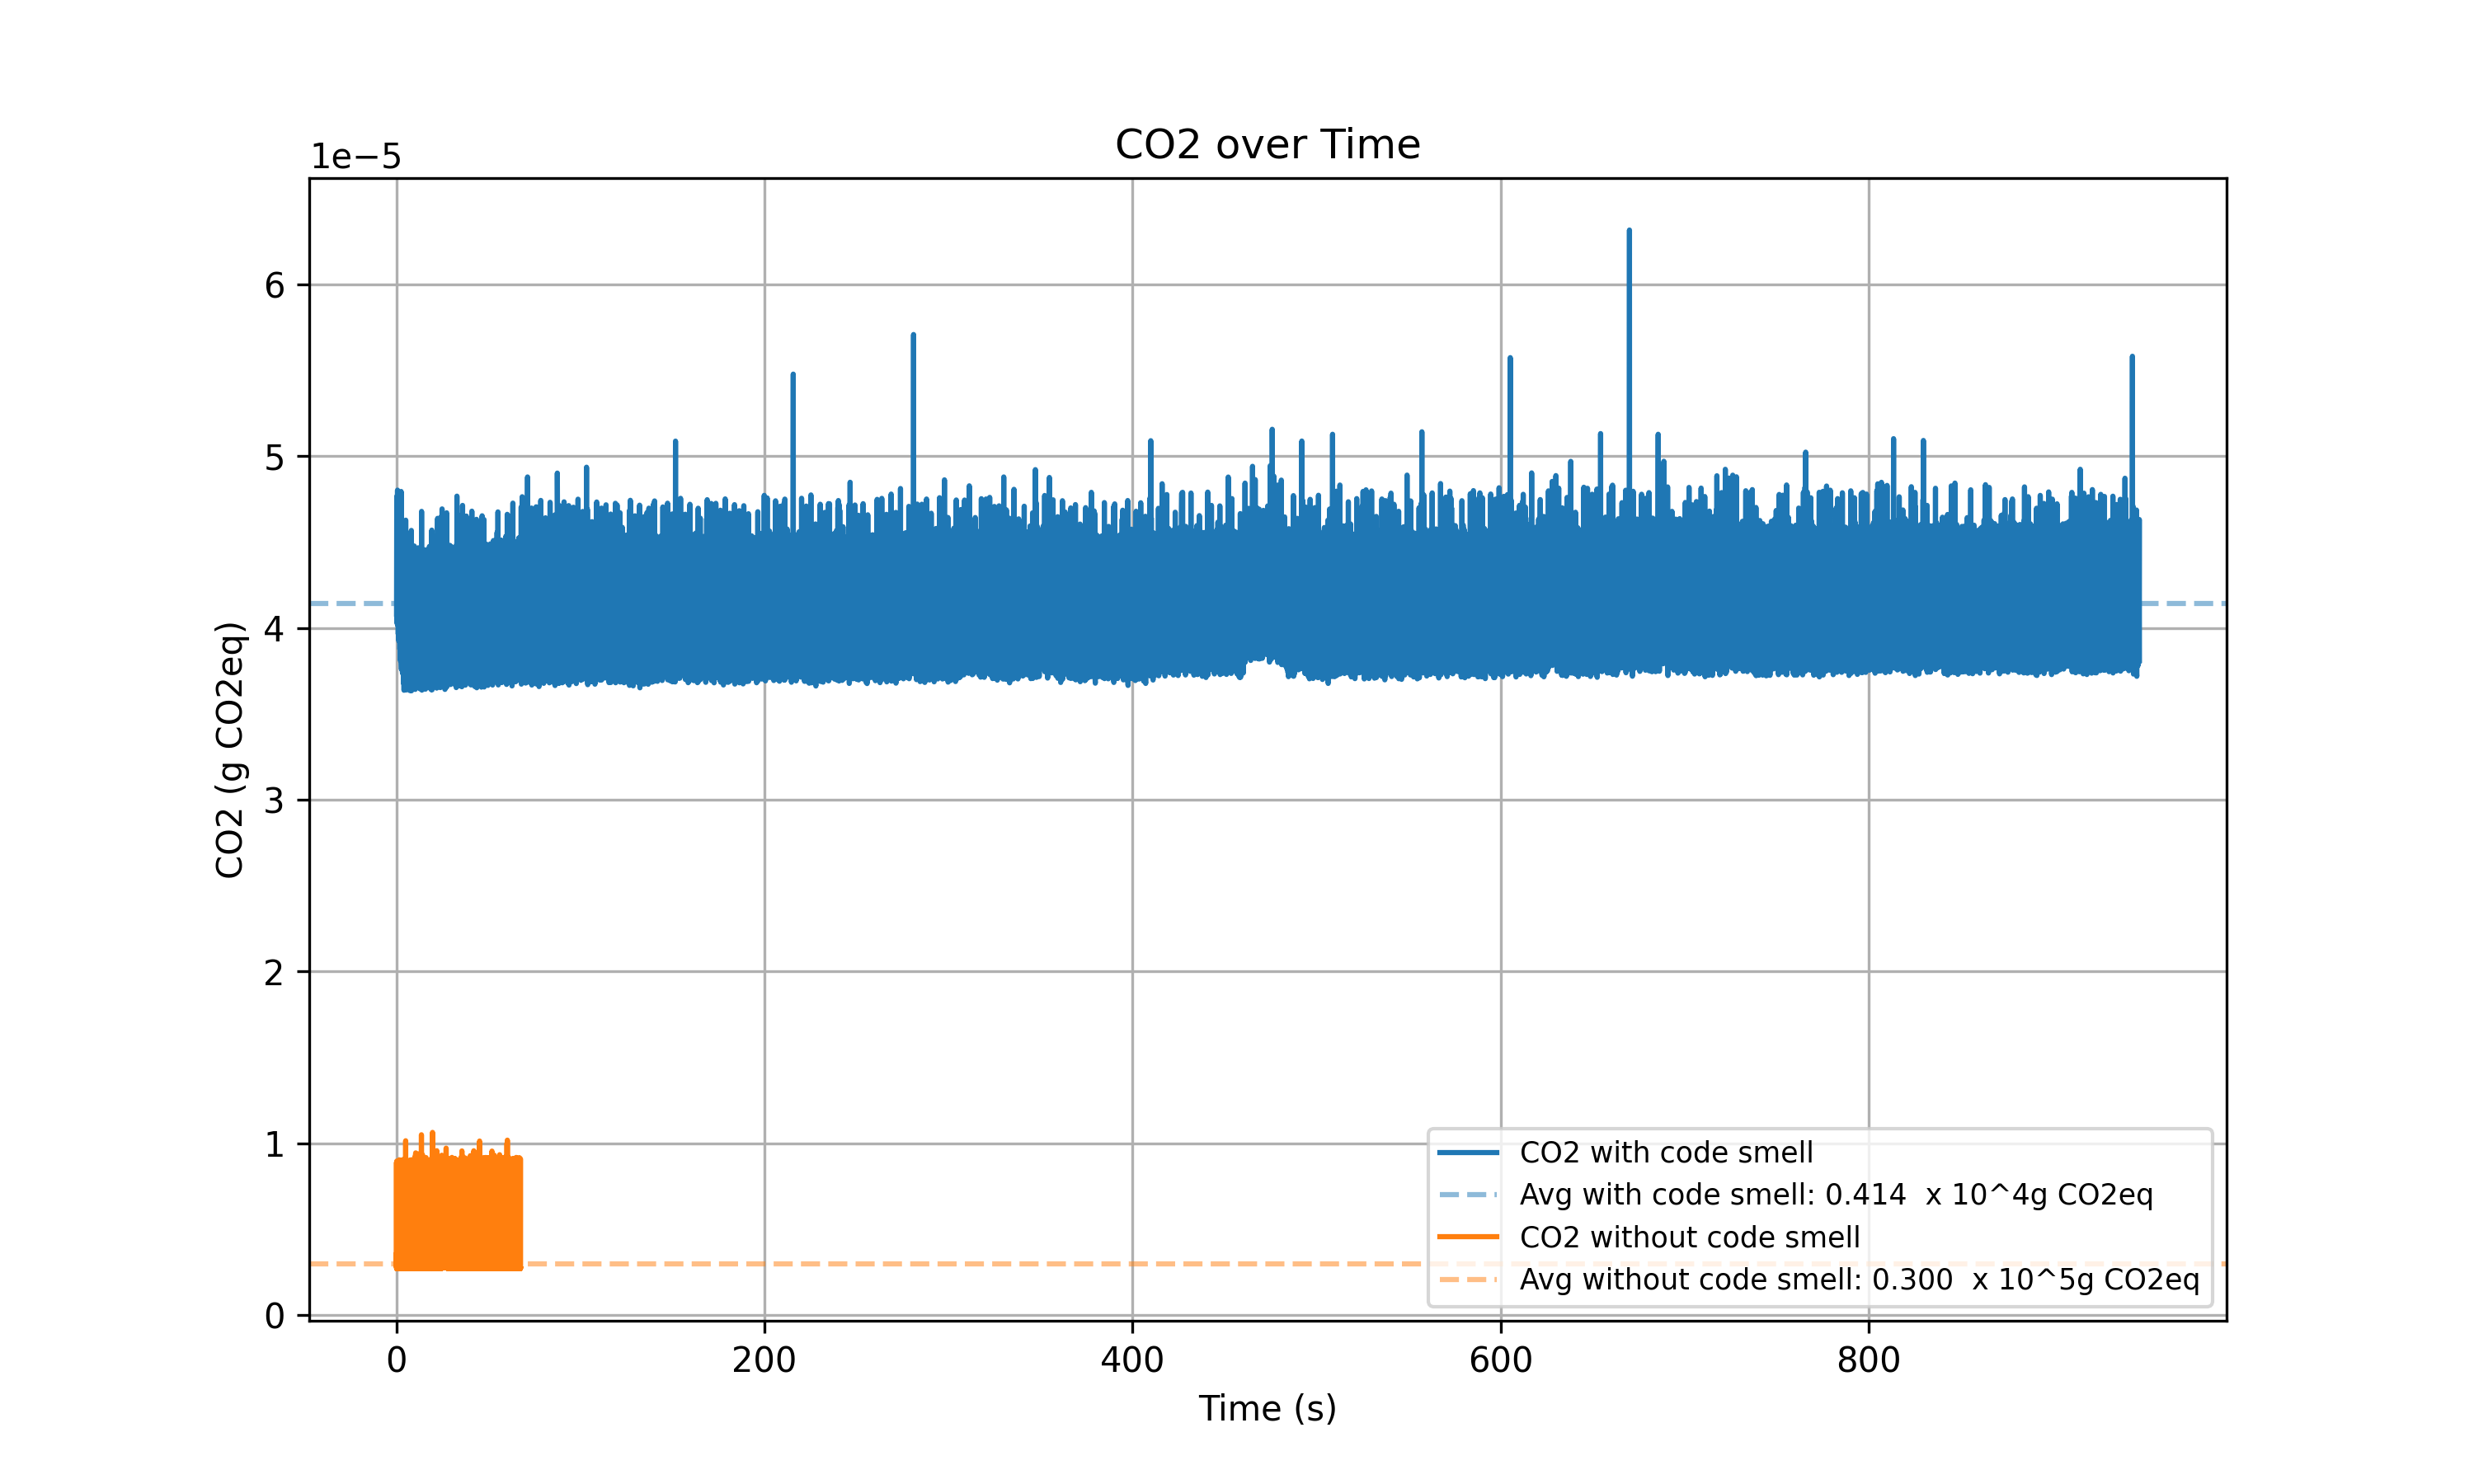 CO2 over Time
1e−5
CO2 (g CO2eq)
6
5
4
3
2
1
0
0 200 400 600 800
Time (s)
CO2 with code smell
Avg with code smell: 0.414  x 10^4g CO2eq
CO2 without code smell
Avg without code smell: 0.300  x 10^5g CO2eq